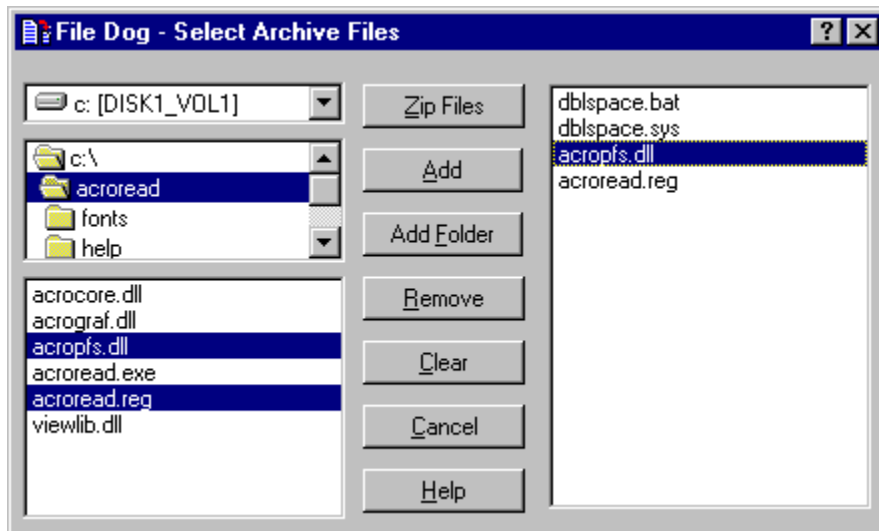 File Dog - Select Archive Files
c: [DISK1_VOL1]
c:\
acroread
fonts
help
acrocore.dll
acrograf.dll
acropfs.dll
acroread.exe
acroread.reg
viewlib.dll
Zip Files
Add
Add Folder
Remove
Clear
Cancel
Help
dblspace.bat
dblspace.sys
acropfs.dll
acroread.reg